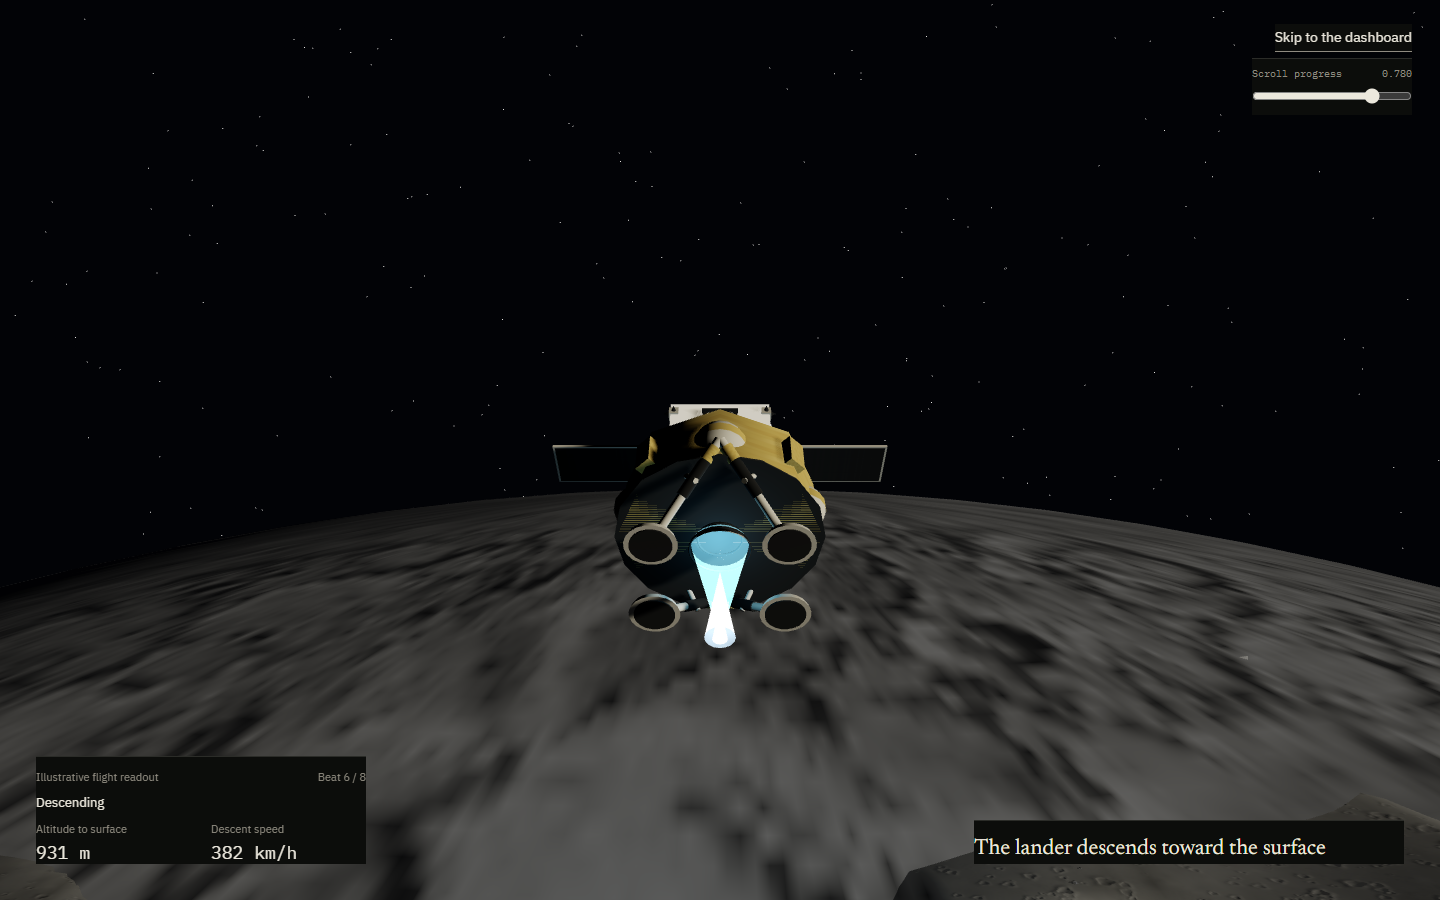 Skip to the dashboard
Scroll progress 0.780
Illustrative flight readout Beat 6 / 8
Descending
Altitude to surface Descent speed
931 m 382 km/h
The lander descends toward the surface